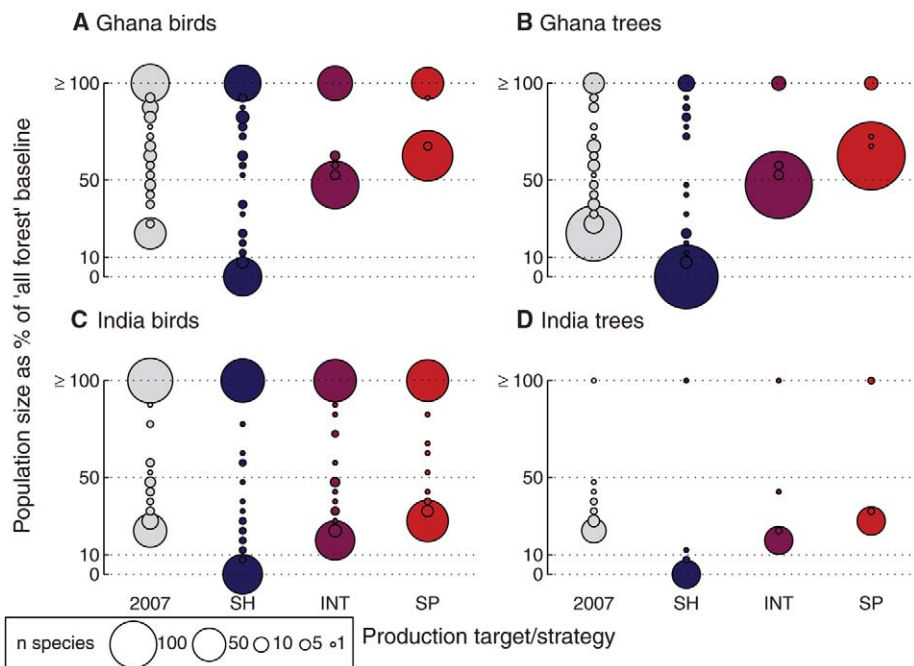 A Ghana birds
B Ghana trees
≥ 100
50
10
0
≥ 100
50
10
0
C India birds
D India trees
≥ 100
50
10
0
≥ 100
50
10
0
Population size as % of 'all forest' baseline
2007 SH INT SP
2007 SH INT SP
Production target/strategy
n species 100 50 10 5 1